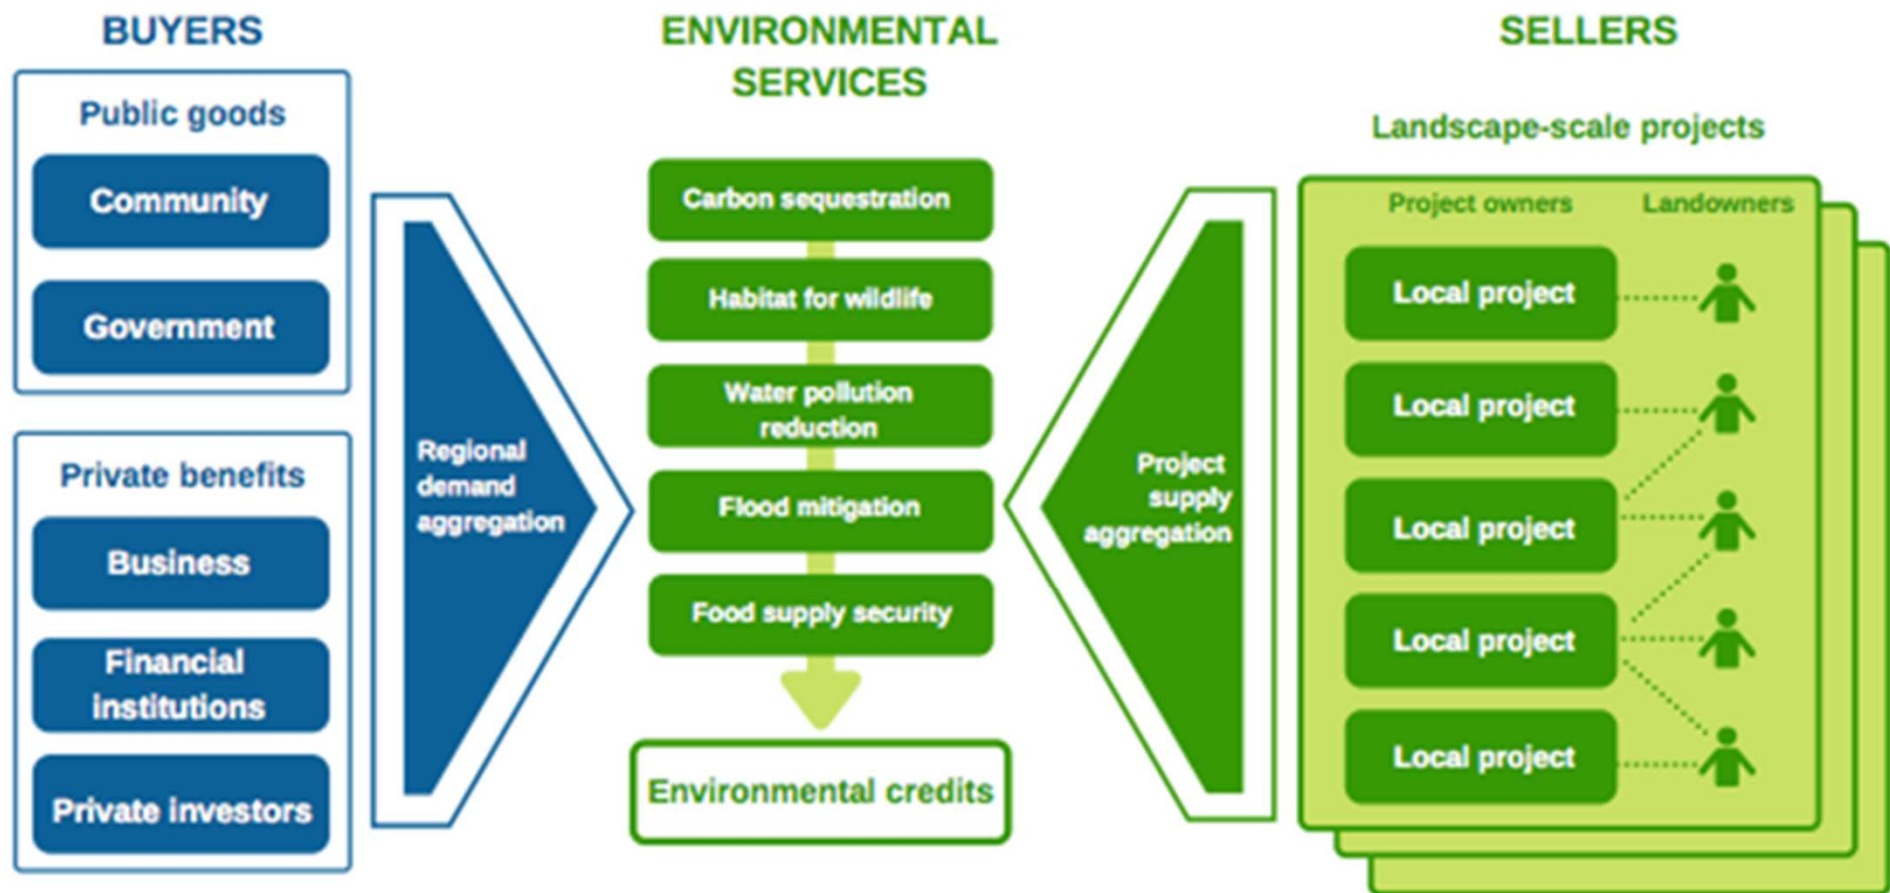 BUYERS
Public goods
Community
Government
Private benefits
Business
Financial
institutions
Private investors
Regional
demand
aggregation
ENVIRONMENTAL
SERVICES
Carbon sequestration
Habitat for wildlife
Water pollution
reduction
Flood mitigation
Food supply security
Environmental credits
Project
supply
aggregation
SELLERS
Landscape-scale projects
Project owners
Landowners
Local project
Local project
Local project
Local project
Local project